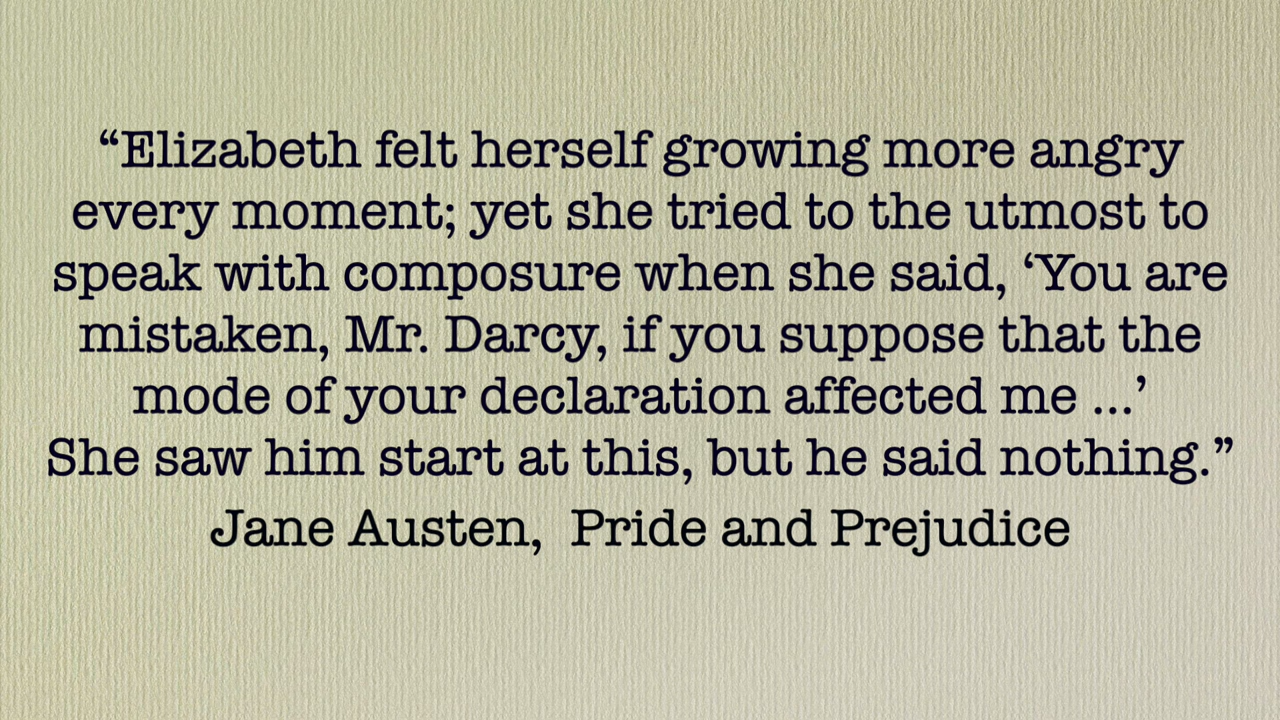 “Elizabeth felt herself growing more angry
every moment; yet she tried to the utmost to
speak with composure when she said, ‘You are
mistaken, Mr. Darcy, if you suppose that the
mode of your declaration affected me ...’
She saw him start at this, but he said nothing.”
Jane Austen,  Pride and Prejudice